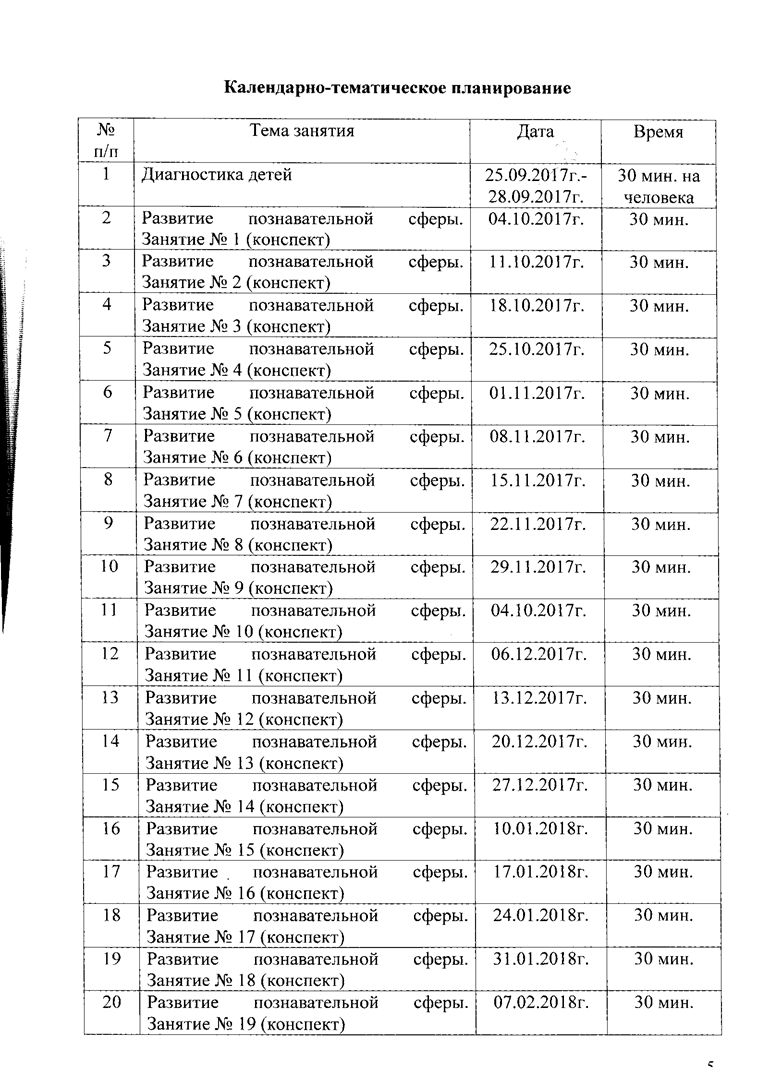 Календарно-тематическое планирование
№ Тема занятия Дата Время
п/п
1 Диагностика детей 25.09.2017г.- 30 мин. на
28.09.2017г. человека
2 Развитие познавательной сферы. 04.10.2017г. 30 мин.
Занятие № 1 (конспект)
3 Развитие познавательной сферы. 11.10.2017г. 30 мин.
Занятие № 2 (конспект)
4 Развитие познавательной сферы. 18.10.2017г. 30 мин.
Занятие № 3 (конспект)
5 Развитие познавательной сферы. 25.10.2017г. 30 мин.
Занятие № 4 (конспект)
6 Развитие познавательной сферы. 01.11.2017г. 30 мин.
Занятие № 5 (конспект)
7 Развитие познавательной сферы. 08.11.2017г. 30 мин.
Занятие № 6 (конспект)
8 Развитие познавательной сферы. 15.11.2017г. 30 мин.
Занятие № 7 (конспект)
9 Развитие познавательной сферы. 22.11.2017г. 30 мин.
Занятие № 8 (конспект)
10 Развитие познавательной сферы. 29.11.2017г. 30 мин.
Занятие № 9 (конспект)
11 Развитие познавательной сферы. 04.10.2017г. 30 мин.
Занятие № 10 (конспект)
12 Развитие познавательной сферы. 06.12.2017г. 30 мин.
Занятие № 11 (конспект)
13 Развитие познавательной сферы. 13.12.2017г. 30 мин.
Занятие № 12 (конспект)
14 Развитие познавательной сферы. 20.12.2017г. 30 мин.
Занятие № 13 (конспект)
15 Развитие познавательной сферы. 27.12.2017г. 30 мин.
Занятие № 14 (конспект)
16 Развитие познавательной сферы. 10.01.2018г. 30 мин.
Занятие № 15 (конспект)
17 Развитие познавательной сферы. 17.01.2018г. 30 мин.
Занятие № 16 (конспект)
18 Развитие познавательной сферы. 24.01.2018г. 30 мин.
Занятие № 17 (конспект)
19 Развитие познавательной сферы. 31.01.2018г. 30 мин.
Занятие № 18 (конспект)
20 Развитие познавательной сферы. 07.02.2018г. 30 мин.
Занятие № 19 (конспект)